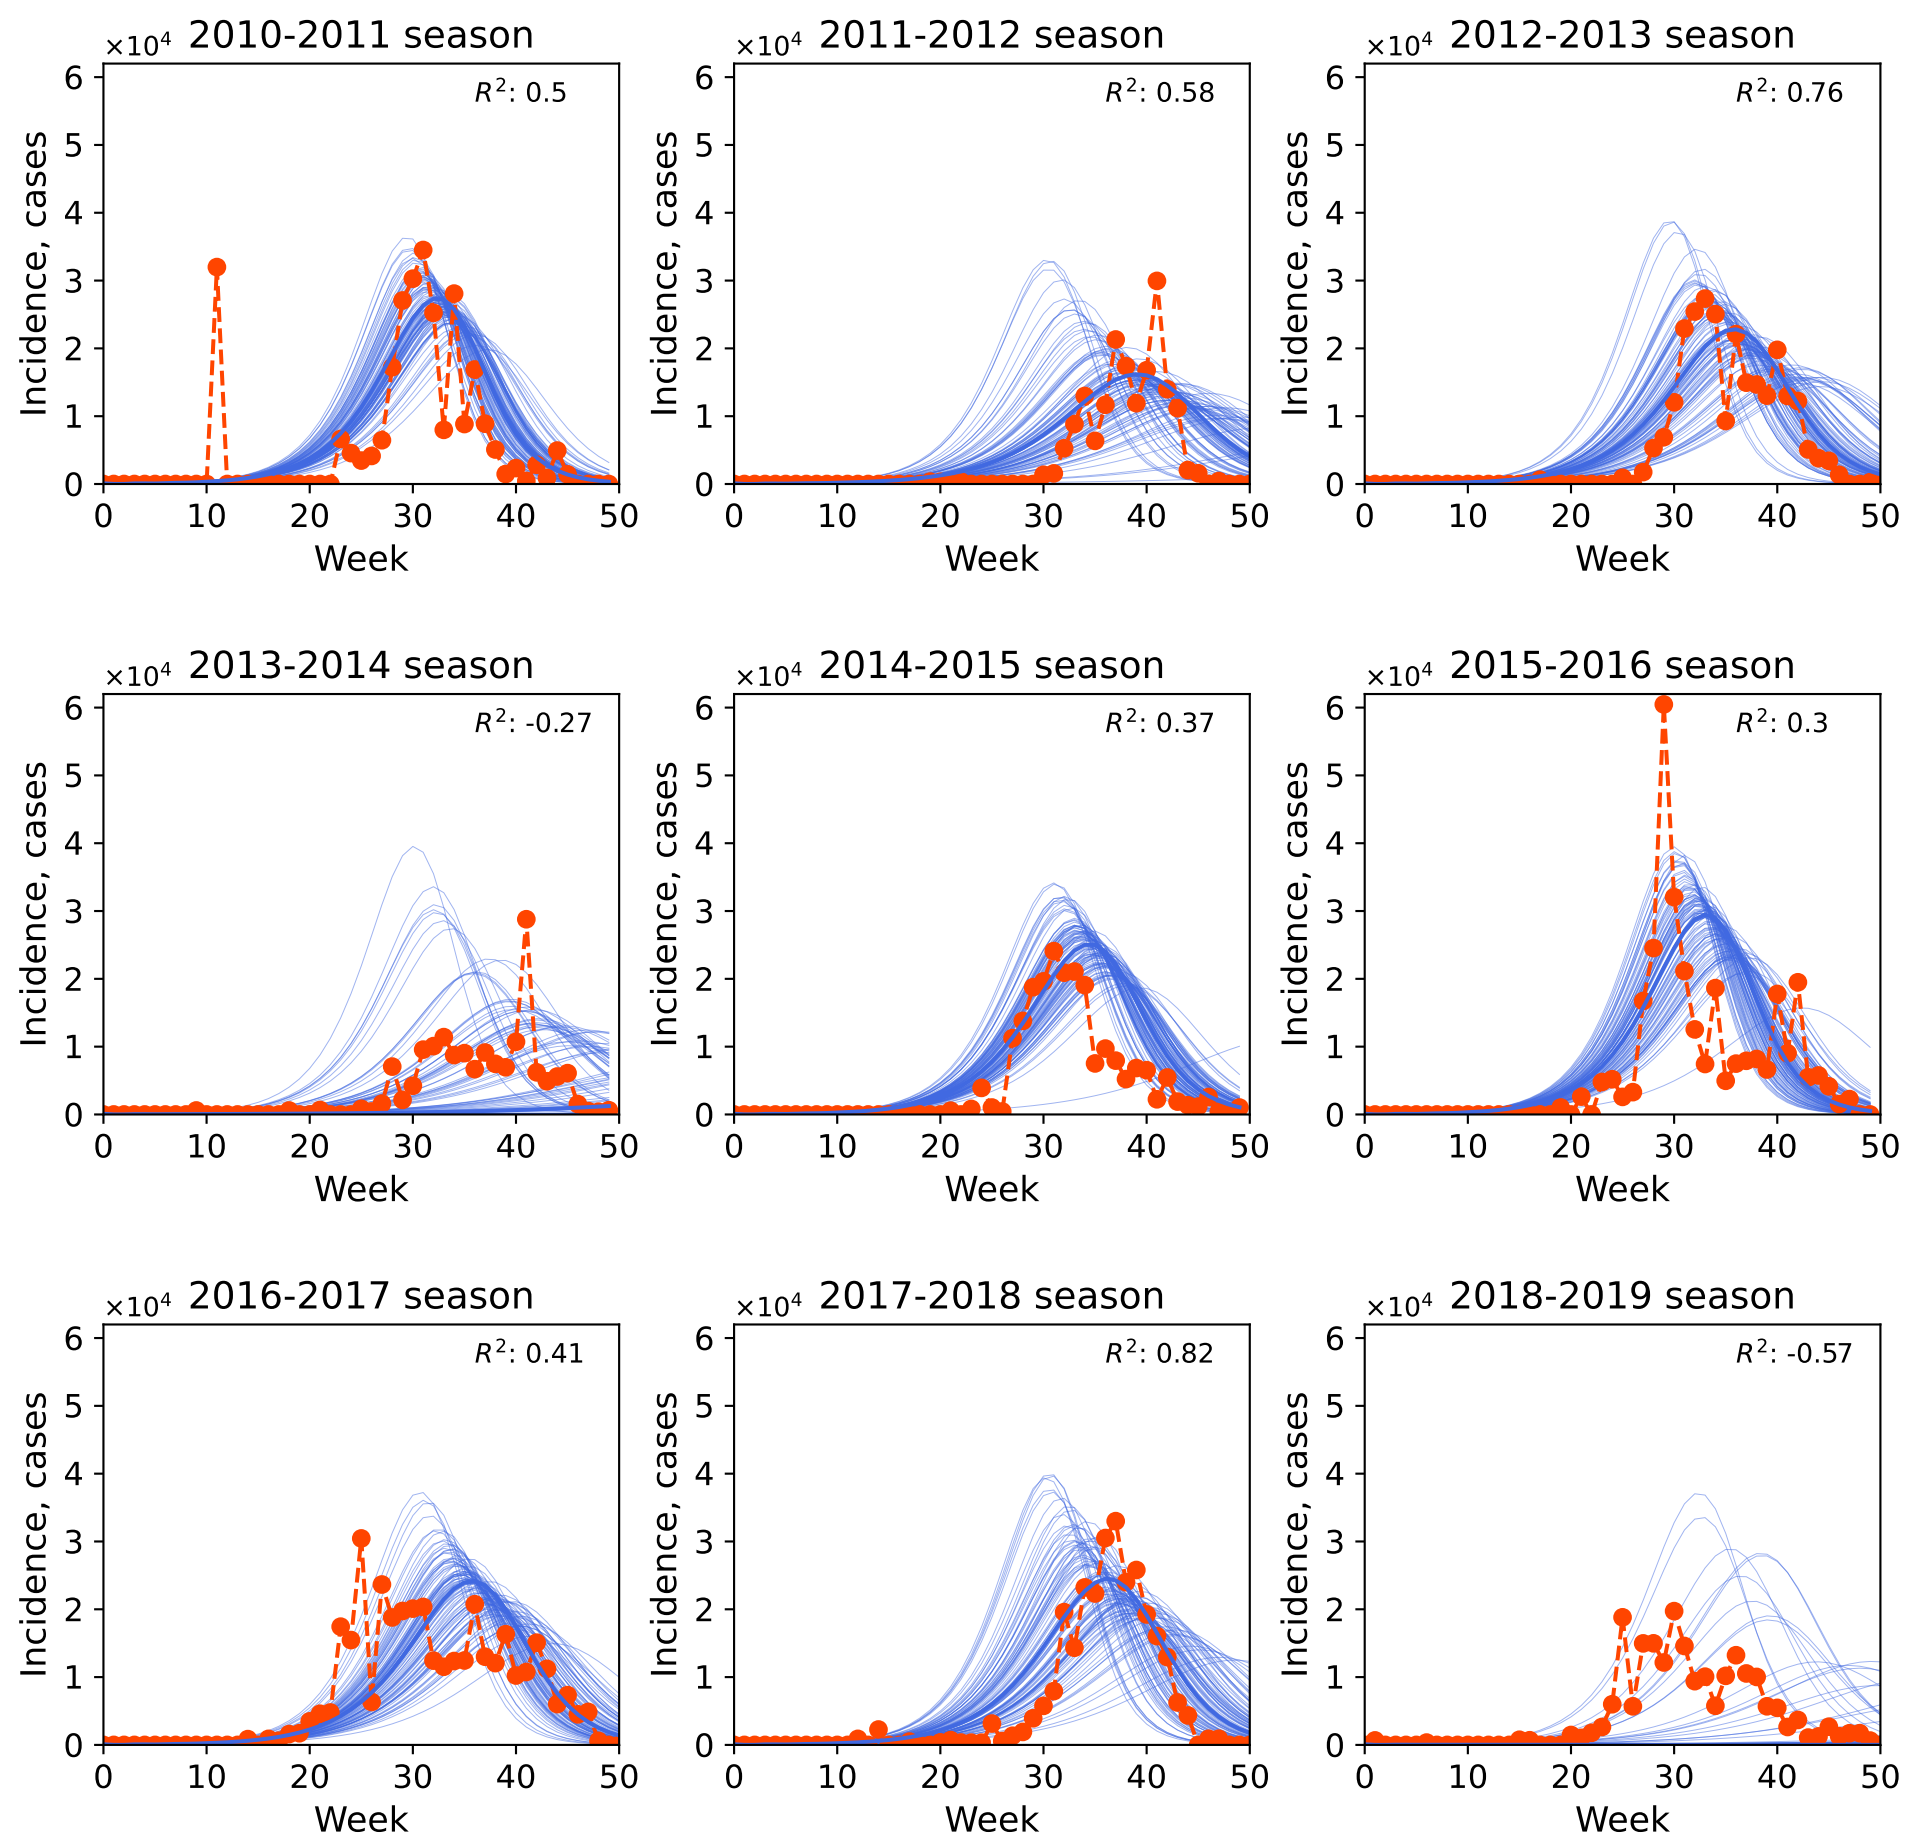 ×10⁴ 2010-2011 season
R²: 0.5
6
5
4
3
2
1
0
Incidence, cases
0 10 20 30 40 50
Week
×10⁴ 2011-2012 season
R²: 0.58
6
5
4
3
2
1
0
Incidence, cases
0 10 20 30 40 50
Week
×10⁴ 2012-2013 season
R²: 0.76
6
5
4
3
2
1
0
Incidence, cases
0 10 20 30 40 50
Week
×10⁴ 2013-2014 season
R²: -0.27
6
5
4
3
2
1
0
Incidence, cases
0 10 20 30 40 50
Week
×10⁴ 2014-2015 season
R²: 0.37
6
5
4
3
2
1
0
Incidence, cases
0 10 20 30 40 50
Week
×10⁴ 2015-2016 season
R²: 0.3
6
5
4
3
2
1
0
Incidence, cases
0 10 20 30 40 50
Week
×10⁴ 2016-2017 season
R²: 0.41
6
5
4
3
2
1
0
Incidence, cases
0 10 20 30 40 50
Week
×10⁴ 2017-2018 season
R²: 0.82
6
5
4
3
2
1
0
Incidence, cases
0 10 20 30 40 50
Week
×10⁴ 2018-2019 season
R²: -0.57
6
5
4
3
2
1
0
Incidence, cases
0 10 20 30 40 50
Week